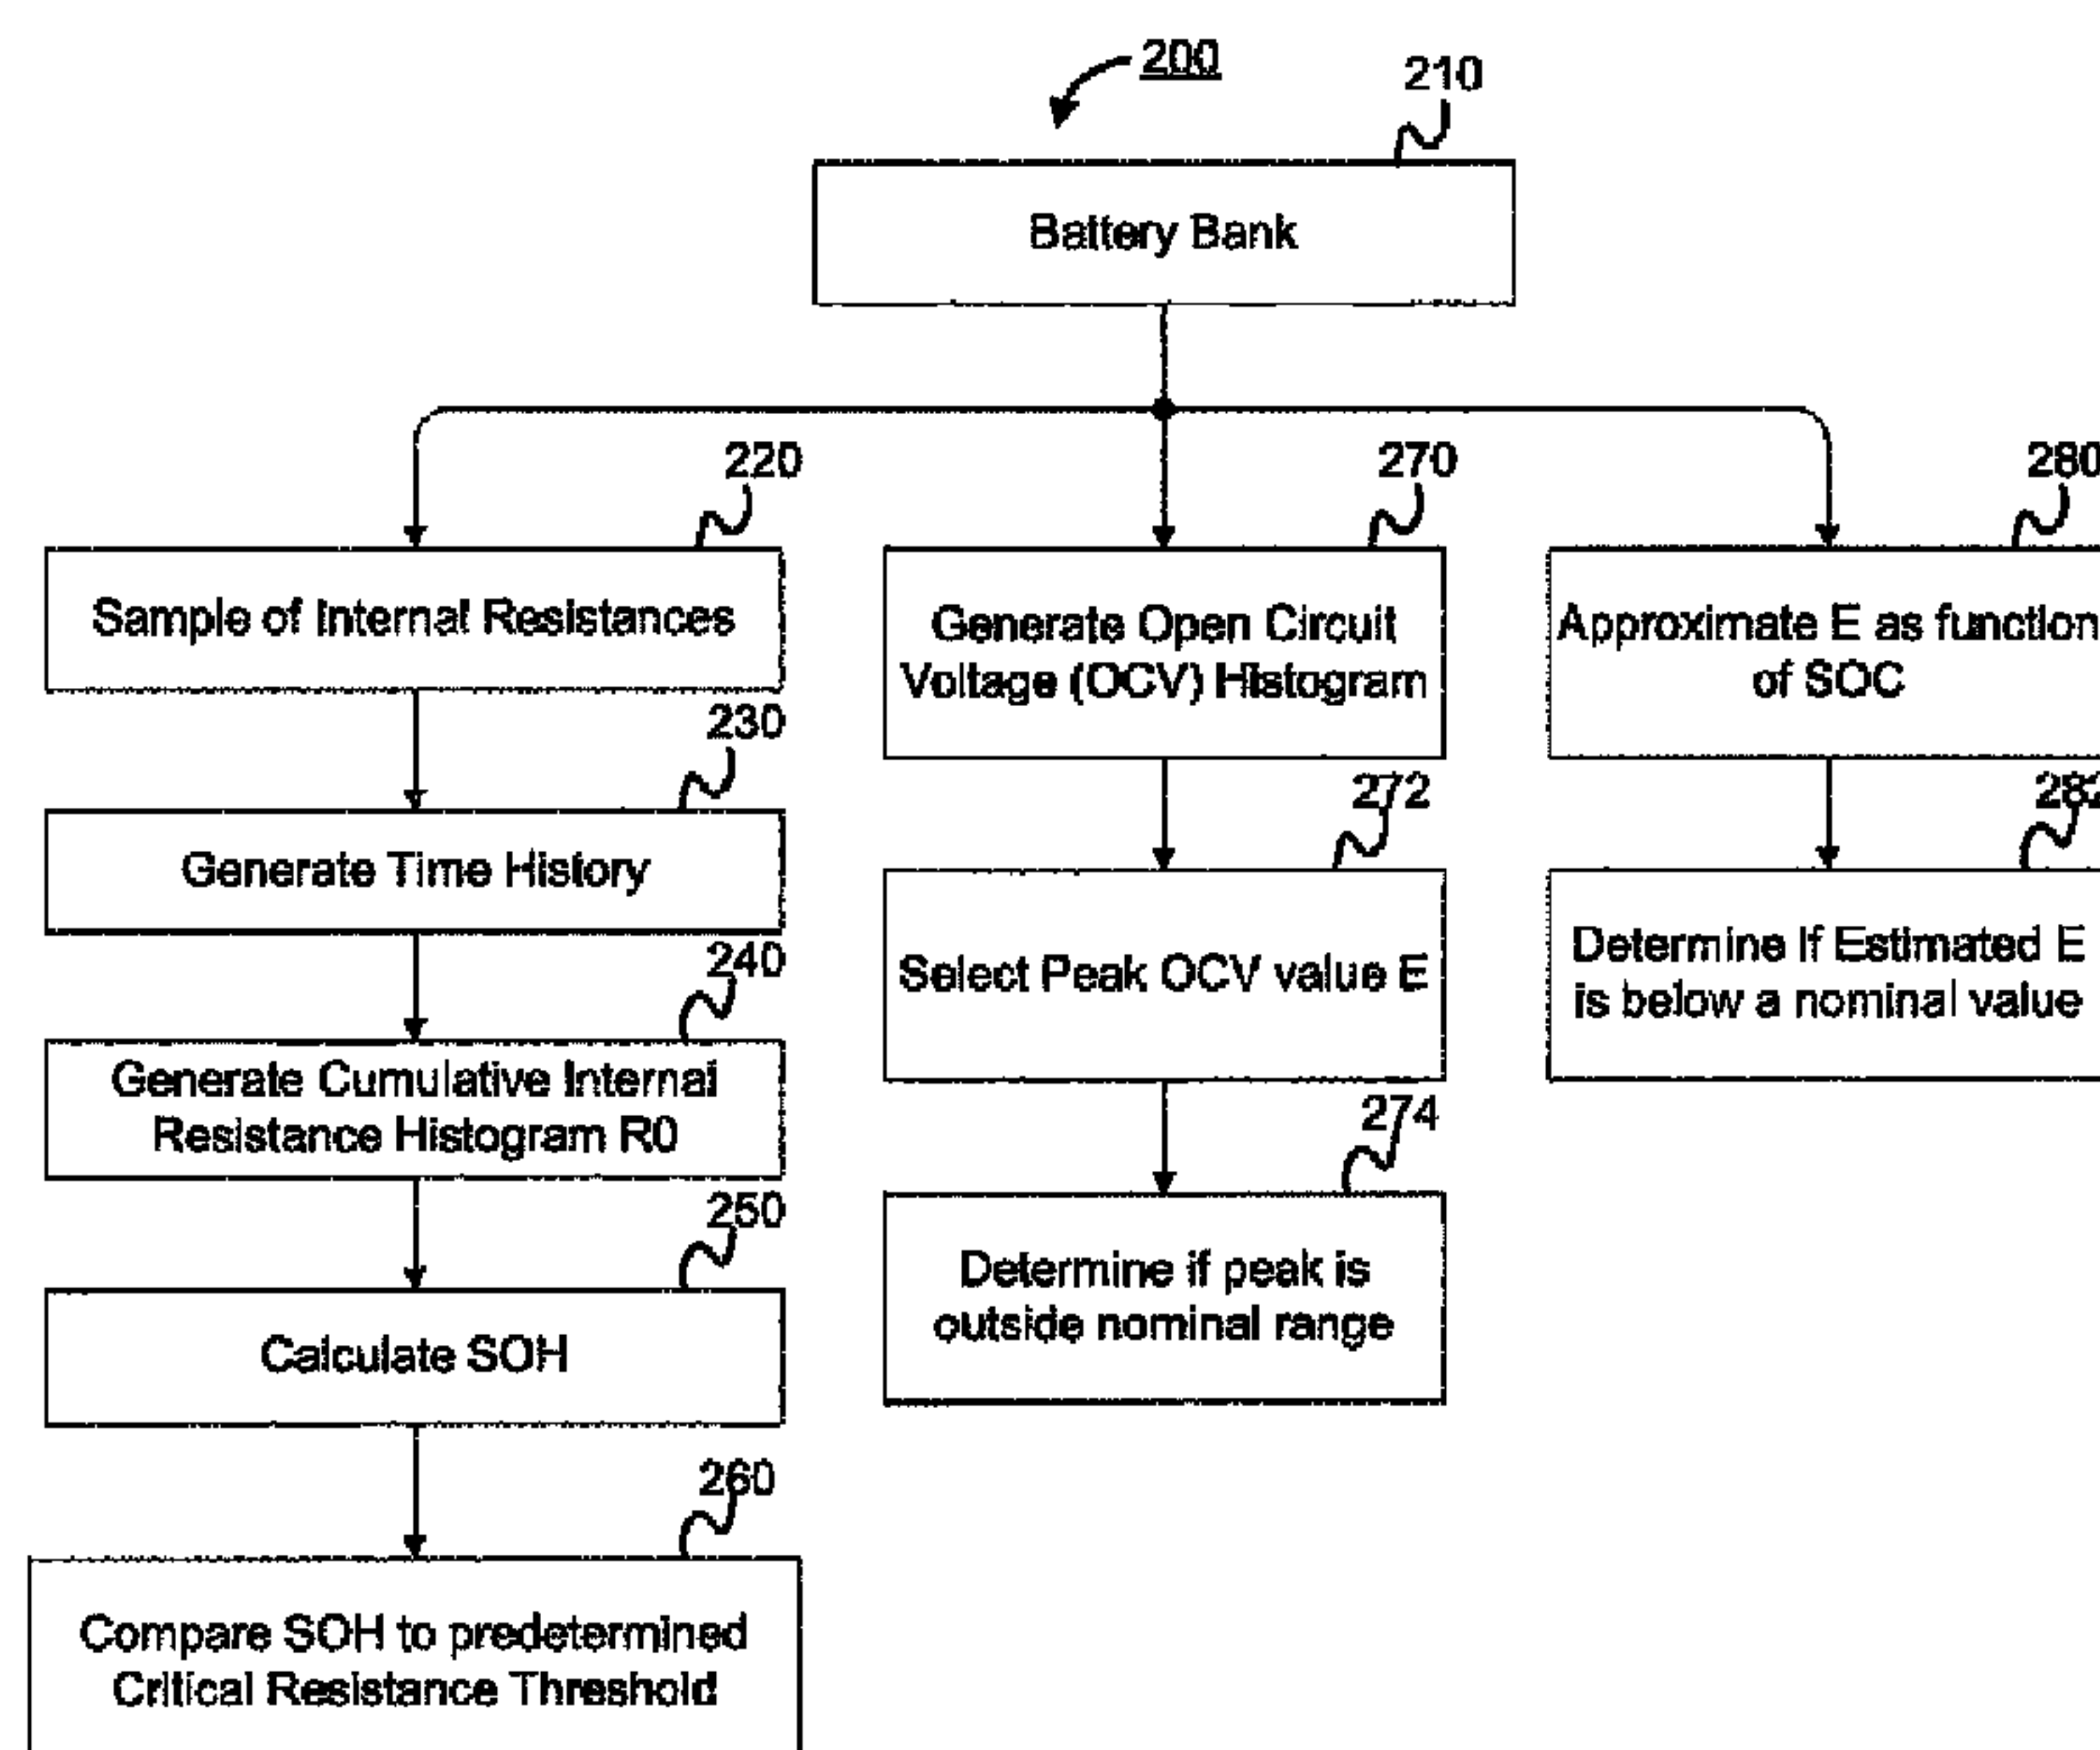 200
210
Battery Bank
220
270
280
Sample of Internal Resistances
Generate Open Circuit
Voltage (OCV) Histogram
Approximate E as function
of SOC
230
272
282
Generate Time History
Select Peak OCV value E
Determine if Estimated E
is below a nominal value
240
Generate Cumulative Internal
Resistance Histogram R0
274
250
Determine if peak is
outside nominal range
Calculate SOH
260
Compare SOH to predetermined
Critical Resistance Threshold